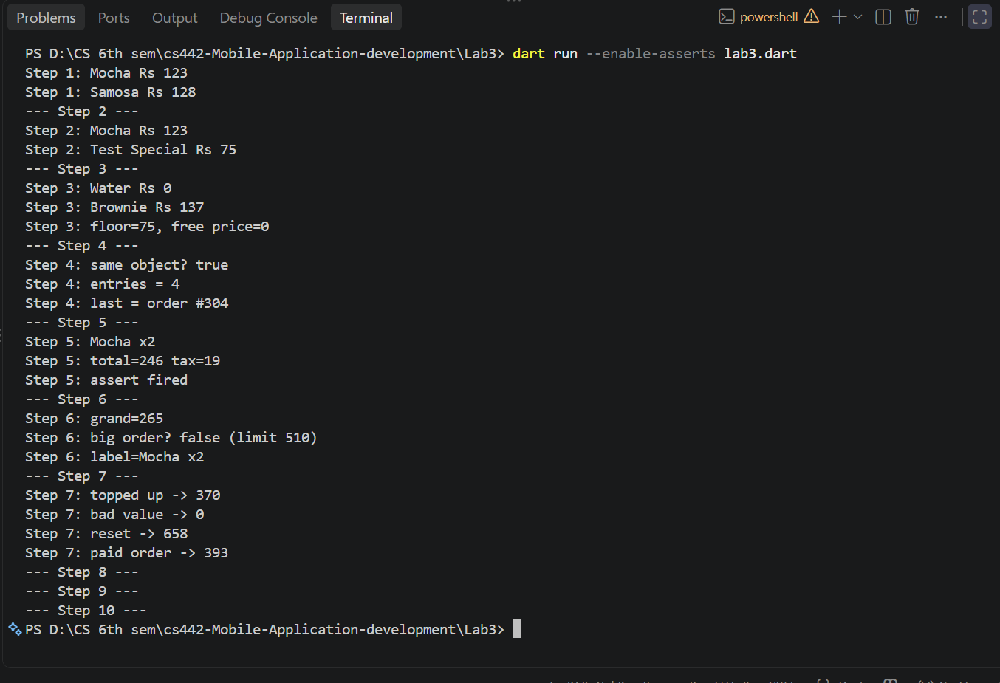 Problems Ports Output Debug Console Terminal powershell
PS D:\CS 6th sem\cs442-Mobile-Application-development\Lab3> dart run --enable-asserts lab3.dart
Step 1: Mocha Rs 123
Step 1: Samosa Rs 128
--- Step 2 ---
Step 2: Mocha Rs 123
Step 2: Test Special Rs 75
--- Step 3 ---
Step 3: Water Rs 0
Step 3: Brownie Rs 137
Step 3: floor=75, free price=0
--- Step 4 ---
Step 4: same object? true
Step 4: entries = 4
Step 4: last = order #304
--- Step 5 ---
Step 5: Mocha x2
Step 5: total=246 tax=19
Step 5: assert fired
--- Step 6 ---
Step 6: grand=265
Step 6: big order? false (limit 510)
Step 6: label=Mocha x2
--- Step 7 ---
Step 7: topped up -> 370
Step 7: bad value -> 0
Step 7: reset -> 658
Step 7: paid order -> 393
--- Step 8 ---
--- Step 9 ---
--- Step 10 ---
PS D:\CS 6th sem\cs442-Mobile-Application-development\Lab3>